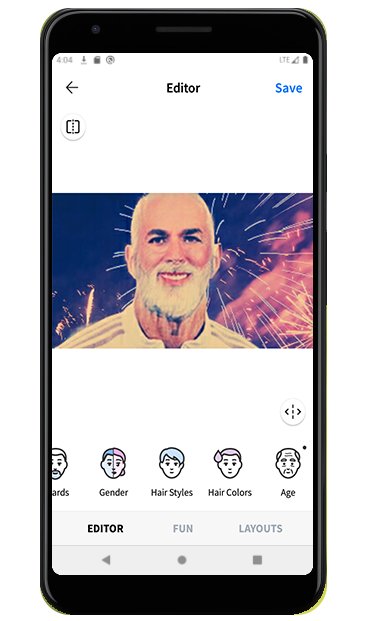 4:04
LTE
Editor
Save
ards
Gender
Hair Styles
Hair Colors
Age
EDITOR
FUN
LAYOUTS